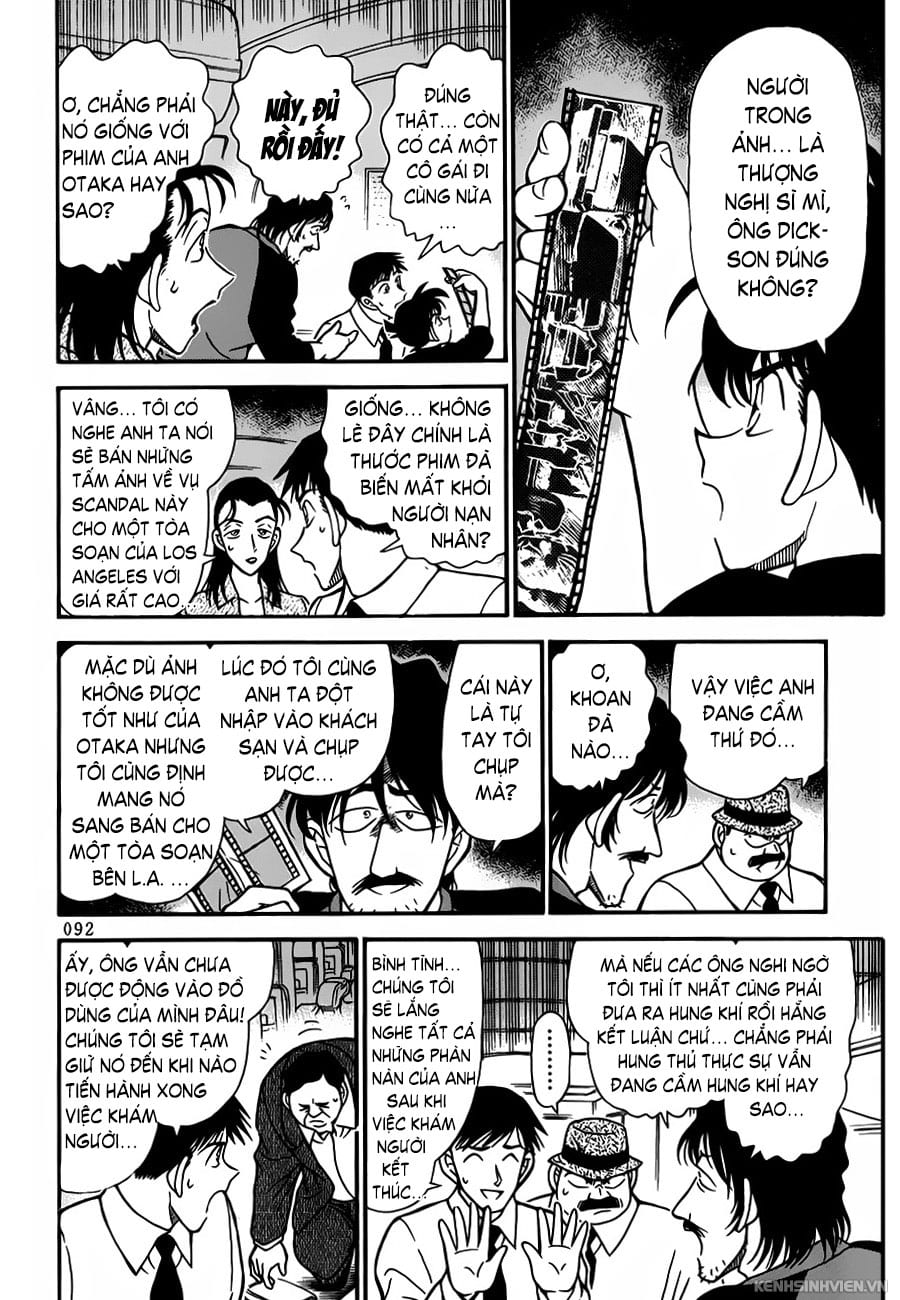 NGƯỜI
TRONG
ẢNH... LÀ
THƯỢNG
NGHỊ SĨ MĨ,
ÔNG DICK-
SON ĐÚNG
KHÔNG?
ĐÚNG
THẬT... CÒN
CÓ CẢ MỘT
CÔ GÁI ĐI
CÙNG NỮA
...
NÀY, ĐỦ
RỒI ĐẤY!
Ơ, CHẲNG PHẢI
NÓ GIỐNG VỚI
PHIM CỦA ANH
OTAKA HAY
SAO?
GIỐNG... KHÔNG
LẼ ĐÂY CHÍNH LÀ
THƯỚC PHIM ĐÃ
BIẾN MẤT KHỎI
NGƯỜI NẠN
NHÂN?
VÂNG... TÔI CÓ
NGHE ANH TA NÓI
SẼ BÁN NHỮNG
TẤM ẢNH VỀ VỤ
SCANDAL NÀY
CHO MỘT TÒA
SOẠN CỦA LOS
ANGELES VỚI
GIÁ RẤT CAO...
VẬY VIỆC ANH
ĐANG CẦM
THỨ ĐÓ...
Ơ,
KHOAN
ĐÃ
NÀO...
CÁI NÀY
LÀ TỰ
TAY TÔI
CHỤP
MÀ?
LÚC ĐÓ TÔI CÙNG
ANH TA ĐỘT
NHẬP VÀO KHÁCH
SẠN VÀ CHỤP
ĐƯỢC...
MẶC DÙ ẢNH
KHÔNG ĐƯỢC
TỐT NHƯ CỦA
OTAKA NHƯNG
TÔI CŨNG ĐỊNH
MANG NÓ
SANG BÁN CHO
MỘT TÒA SOẠN
BÊN L.A. ...
092
MÀ NẾU CÁC ÔNG NGHI NGỜ
TÔI THÌ ÍT NHẤT CŨNG PHẢI
ĐƯA RA HUNG KHÍ RỒI HẴNG
KẾT LUẬN CHỨ... CHẲNG PHẢI
HUNG THỦ THỰC SỰ VẪN
ĐANG CẦM HUNG KHÍ HAY
SAO...
........
BÌNH TĨNH...
CHÚNG TÔI
SẼ LẮNG
NGHE TẤT CẢ
NHỮNG PHÀN
NÀN CỦA ANH
SAU KHI
VIỆC KHÁM
NGƯỜI
KẾT
THÚC...
ẤY, ÔNG VẪN CHƯA
ĐƯỢC ĐỘNG VÀO ĐỒ
DÙNG CỦA MÌNH ĐÂU!
CHÚNG TÔI SẼ TẠM
GIỮ NÓ ĐẾN KHI NÀO
TIẾN HÀNH XONG
VIỆC KHÁM
NGƯỜI...
KENHSINHVIEN.VN